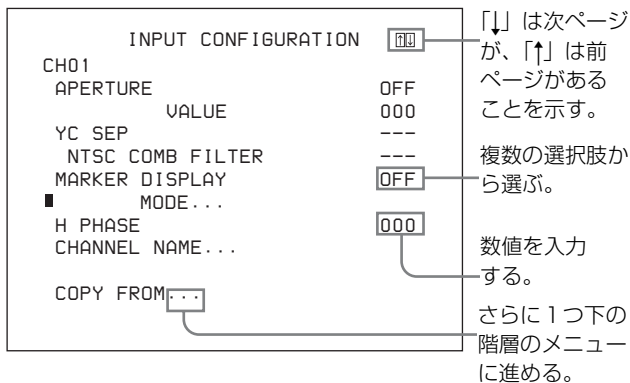 INPUT CONFIGURATION ↑↓
CH01
APERTURE OFF
VALUE 000
YC SEP ---
NTSC COMB FILTER ---
MARKER DISPLAY OFF
MODE...
H PHASE 000
CHANNEL NAME...
COPY FROM...
「↓」は次ページ
が、「↑」は前
ページがある
ことを示す。
複数の選択肢か
ら選ぶ。
数値を入力
する。
さらに1つ下の
階層のメニュー
に進める。